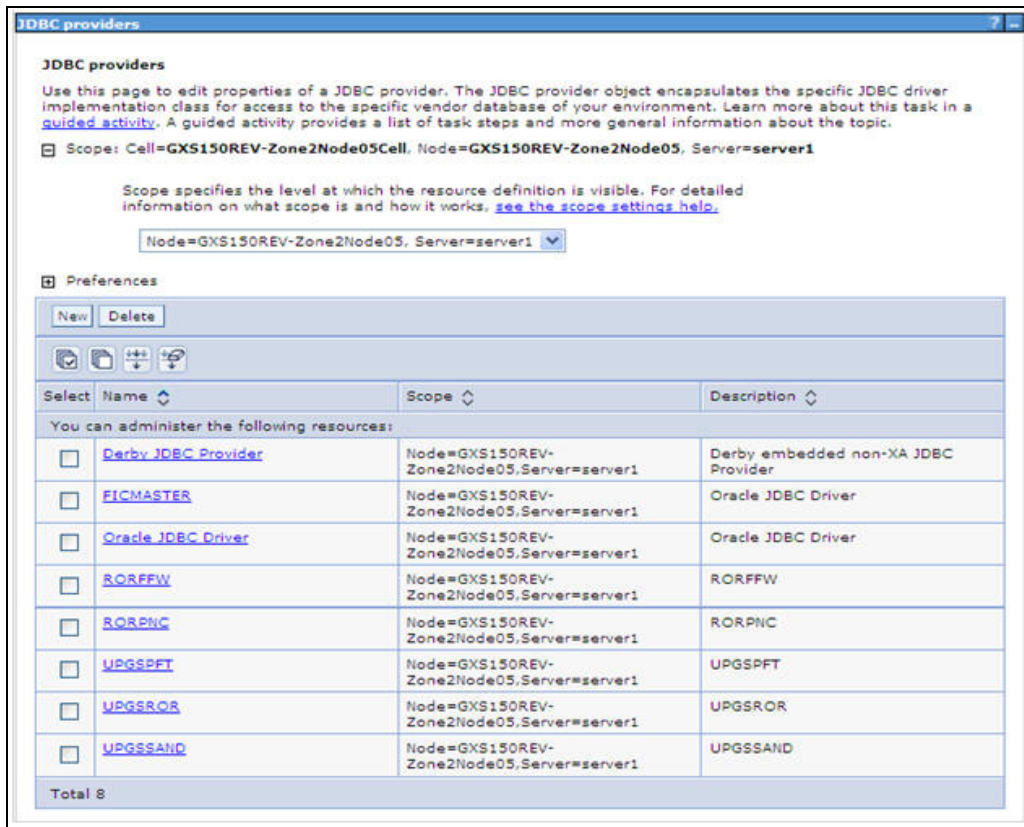 JDBC providers ? -
JDBC providers
Use this page to edit properties of a JDBC provider. The JDBC provider object encapsulates the specific JDBC driver
implementation class for access to the specific vendor database of your environment. Learn more about this task in a
guided activity. A guided activity provides a list of task steps and more general information about the topic.
Scope: Cell=GXS150REV-Zone2Node05Cell, Node=GXS150REV-Zone2Node05, Server=server1
Scope specifies the level at which the resource definition is visible. For detailed
information on what scope is and how it works, see the scope settings help.
Node=GXS150REV-Zone2Node05, Server=server1
Preferences
New Delete
Select Name Scope Description
You can administer the following resources:
Derby JDBC Provider Node=GXS150REV- Derby embedded non-XA JDBC
Zone2Node05,Server=server1 Provider
FICMASTER Node=GXS150REV- Oracle JDBC Driver
Zone2Node05,Server=server1
Oracle JDBC Driver Node=GXS150REV- Oracle JDBC Driver
Zone2Node05,Server=server1
RORFFW Node=GXS150REV- RORFFW
Zone2Node05,Server=server1
RORPNC Node=GXS150REV- RORPNC
Zone2Node05,Server=server1
UPGSPFT Node=GXS150REV- UPGSPFT
Zone2Node05,Server=server1
UPGSROR Node=GXS150REV- UPGSROR
Zone2Node05,Server=server1
UPGSSAND Node=GXS150REV- UPGSSAND
Zone2Node05,Server=server1
Total 8